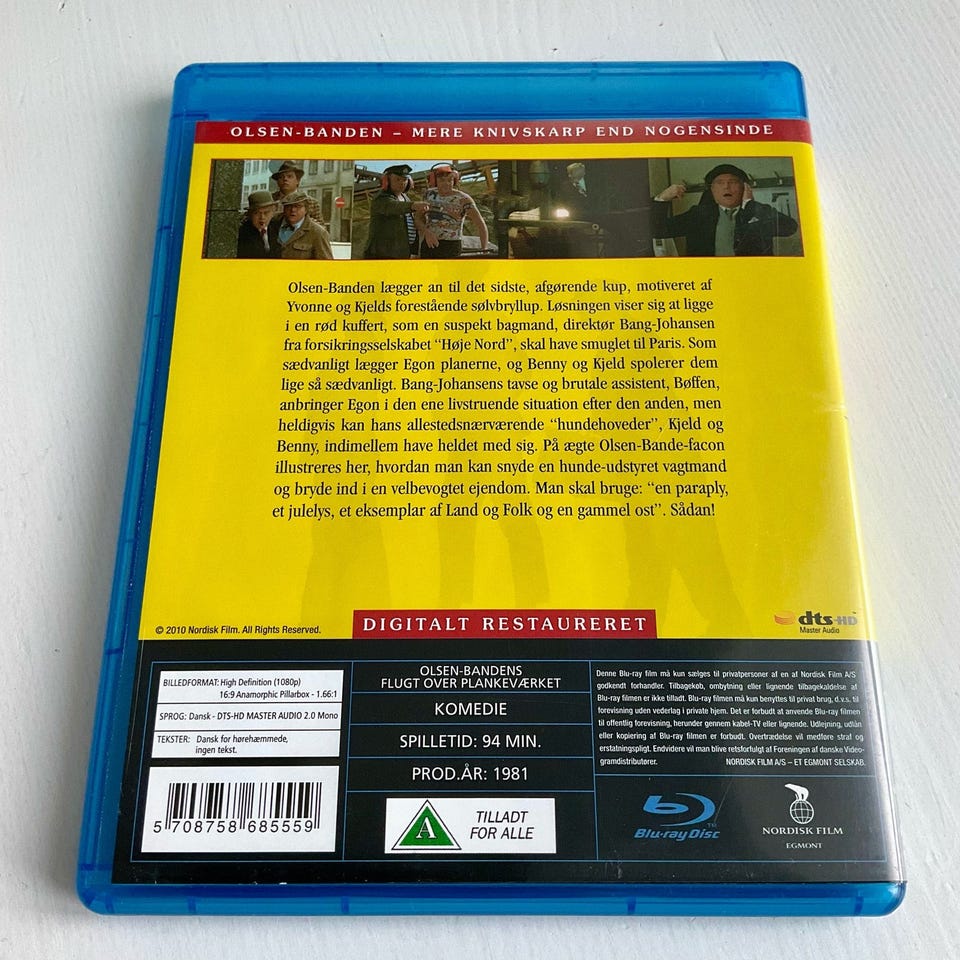 OLSEN-BANDEN – MERE KNIVSKARP END NOGENSINDE
Olsen-Banden lægger an til det sidste, afgørende kup, motiveret af
Yvonne og Kjelds forestående sølvbryllup. Løsningen viser sig at ligge
i en rød kuffert, som en suspekt bagmand, direktør Bang-Johansen
fra forsikringsselskabet “Høje Nord”, skal have smuglet til Paris. Som
sædvanligt lægger Egon planerne, og Benny og Kjeld spolerer dem
lige så sædvanligt. Bang-Johansens tavse og brutale assistent, Bøffen,
anbringer Egon i den ene livstruende situation efter den anden, men
heldigvis kan hans allestedsnærværende “hundehoveder”, Kjeld og
Benny, indimellem have heldet med sig. På ægte Olsen-Bande-facon
illustreres her, hvordan man kan snyde en hunde-udstyret vagtmand
og bryde ind i en velbevogtet ejendom. Man skal bruge: “en paraply,
et julelys, et eksemplar af Land og Folk og en gammel ost”. Sådan!
© 2010 Nordisk Film. All Rights Reserved.
DIGITALT RESTAURERET
dts-HD
Master Audio
BILLEDFORMAT: High Definition (1080p)
16:9 Anamorphic Pillarbox - 1.66:1
SPROG: Dansk - DTS-HD MASTER AUDIO 2.0 Mono
TEKSTER: Dansk for hørehæmmede,
ingen tekst.
5 708758 685559
OLSEN-BANDENS
FLUGT OVER PLANKEVÆRKET
KOMEDIE
SPILLETID: 94 MIN.
PROD.ÅR: 1981
A
TILLADT
FOR ALLE
Denne Blu-ray film må kun sælges til privatpersoner af en af Nordisk Film A/S
godkendt forhandler. Tilbagekøb, ombytning eller lignende tilbagekaldelse af
Blu-ray filmen er ikke tilladt. Blu-ray filmen må kun benyttes til privat brug, d.v.s. til
forevisning uden vederlag i private hjem. Det er forbudt at anvende Blu-ray filmen
til offentlig forevisning, herunder gennem kabel-TV eller lignende. Udlejning, udlån
eller kopiering af Blu-ray filmen er forbudt. Overtrædelse vil medføre straf og
erstatningspligt. Endvidere vil man blive retsforfulgt af Foreningen af danske Video-
gramdistributører.
NORDISK FILM A/S – ET EGMONT SELSKAB.
Blu-ray Disc
TM
NORDISK FILM
EGMONT